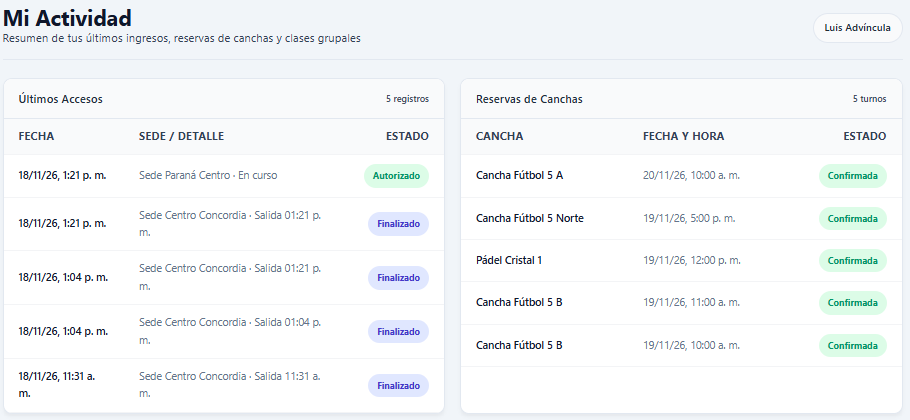 Mi Actividad
Resumen de tus últimos ingresos, reservas de canchas y clases grupales
Luis Advíncula
Últimos Accesos
5 registros
FECHA
SEDE / DETALLE
ESTADO
18/11/26, 1:21 p. m.
Sede Paraná Centro · En curso
Autorizado
18/11/26, 1:21 p. m.
Sede Centro Concordia · Salida 01:21 p.
m.
Finalizado
18/11/26, 1:04 p. m.
Sede Centro Concordia · Salida 01:21 p.
m.
Finalizado
18/11/26, 1:04 p. m.
Sede Centro Concordia · Salida 01:04 p.
m.
Finalizado
18/11/26, 11:31 a.
m.
Sede Centro Concordia · Salida 11:31 a.
m.
Finalizado
Reservas de Canchas
5 turnos
CANCHA
FECHA Y HORA
ESTADO
Cancha Fútbol 5 A
20/11/26, 10:00 a. m.
Confirmada
Cancha Fútbol 5 Norte
19/11/26, 5:00 p. m.
Confirmada
Pádel Cristal 1
19/11/26, 12:00 p. m.
Confirmada
Cancha Fútbol 5 B
19/11/26, 11:00 a. m.
Confirmada
Cancha Fútbol 5 B
19/11/26, 10:00 a. m.
Confirmada